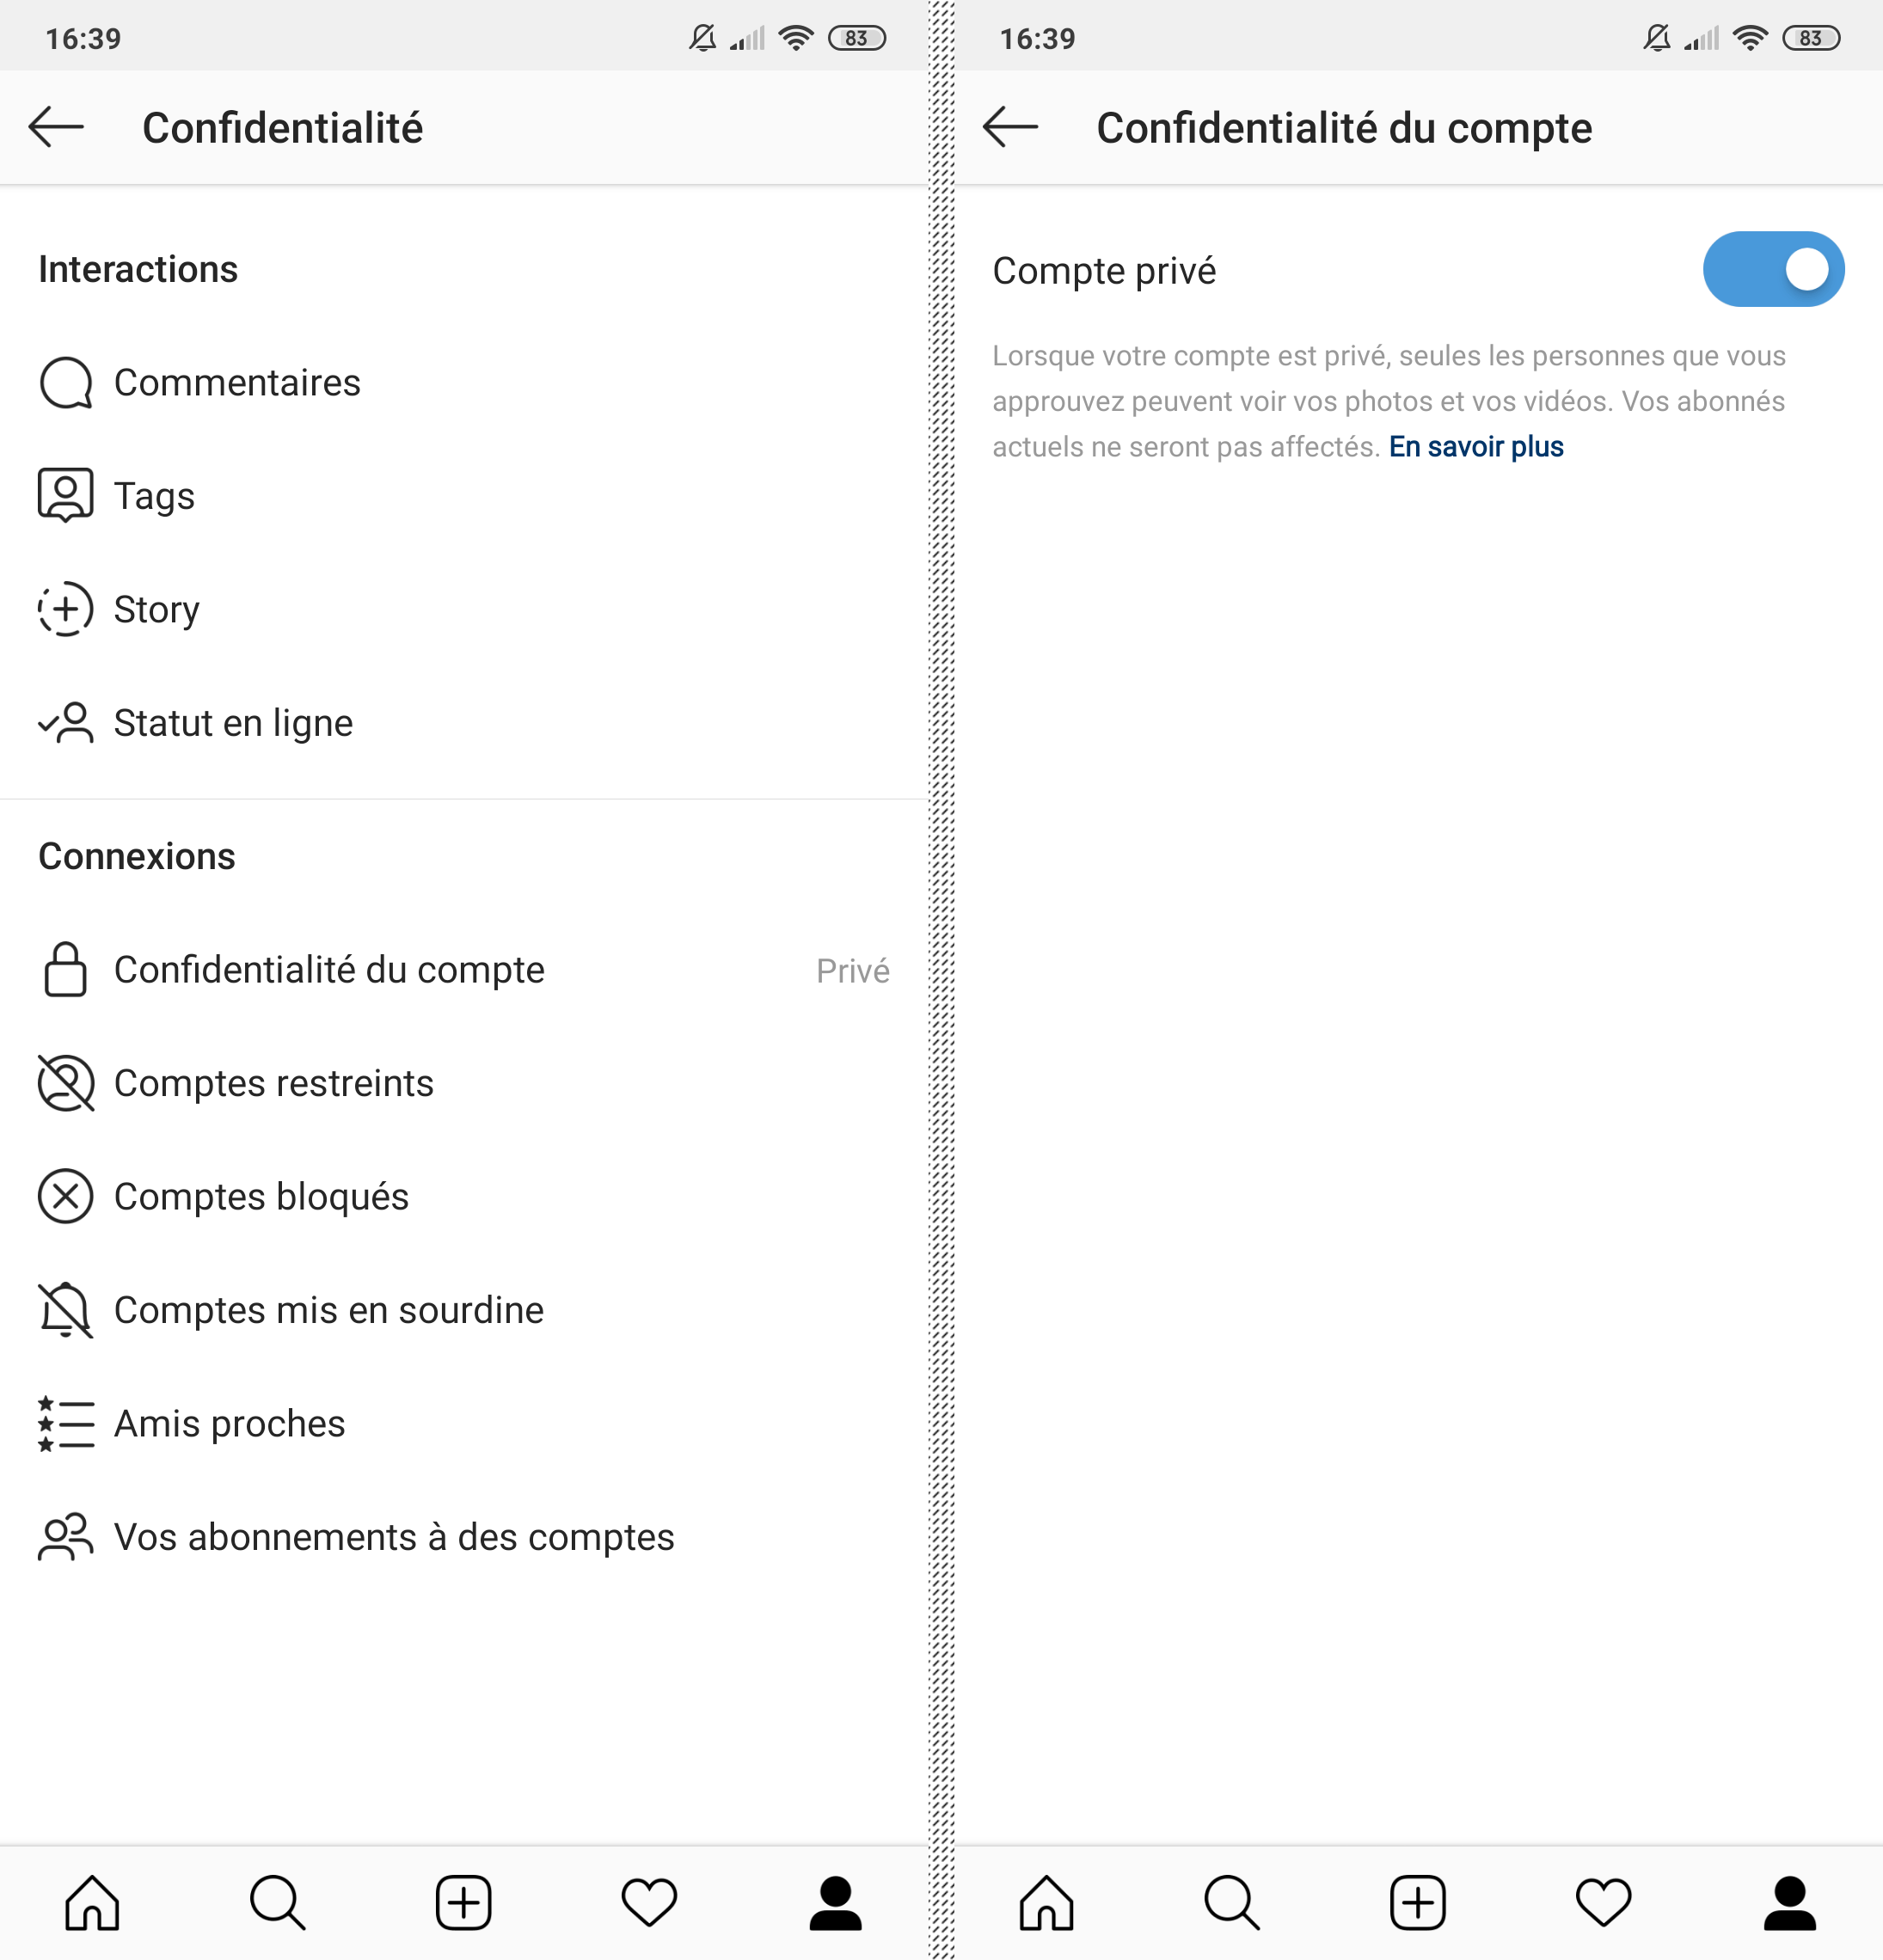 16:39
83
Confidentialité
Interactions
Commentaires
Tags
Story
Statut en ligne
Connexions
Confidentialité du compte
Privé
Comptes restreints
Comptes bloqués
Comptes mis en sourdine
Amis proches
Vos abonnements à des comptes
16:39
83
Confidentialité du compte
Compte privé
Lorsque votre compte est privé, seules les personnes que vous
approuvez peuvent voir vos photos et vos vidéos. Vos abonnés
actuels ne seront pas affectés. En savoir plus